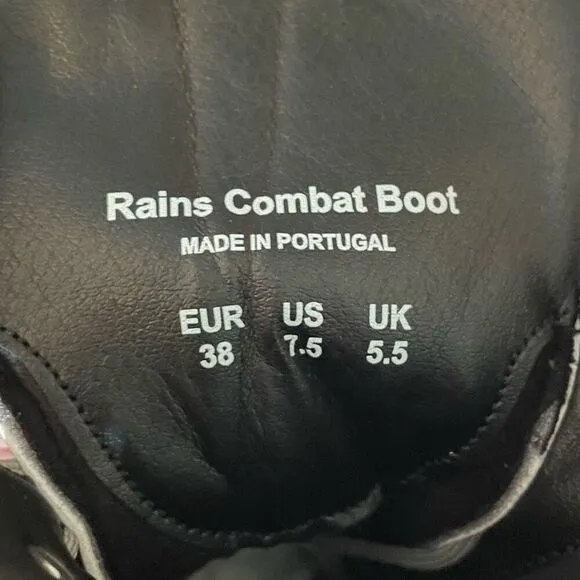 Rains Combat Boot
MADE IN PORTUGAL
EUR US UK
38 7.5 5.5